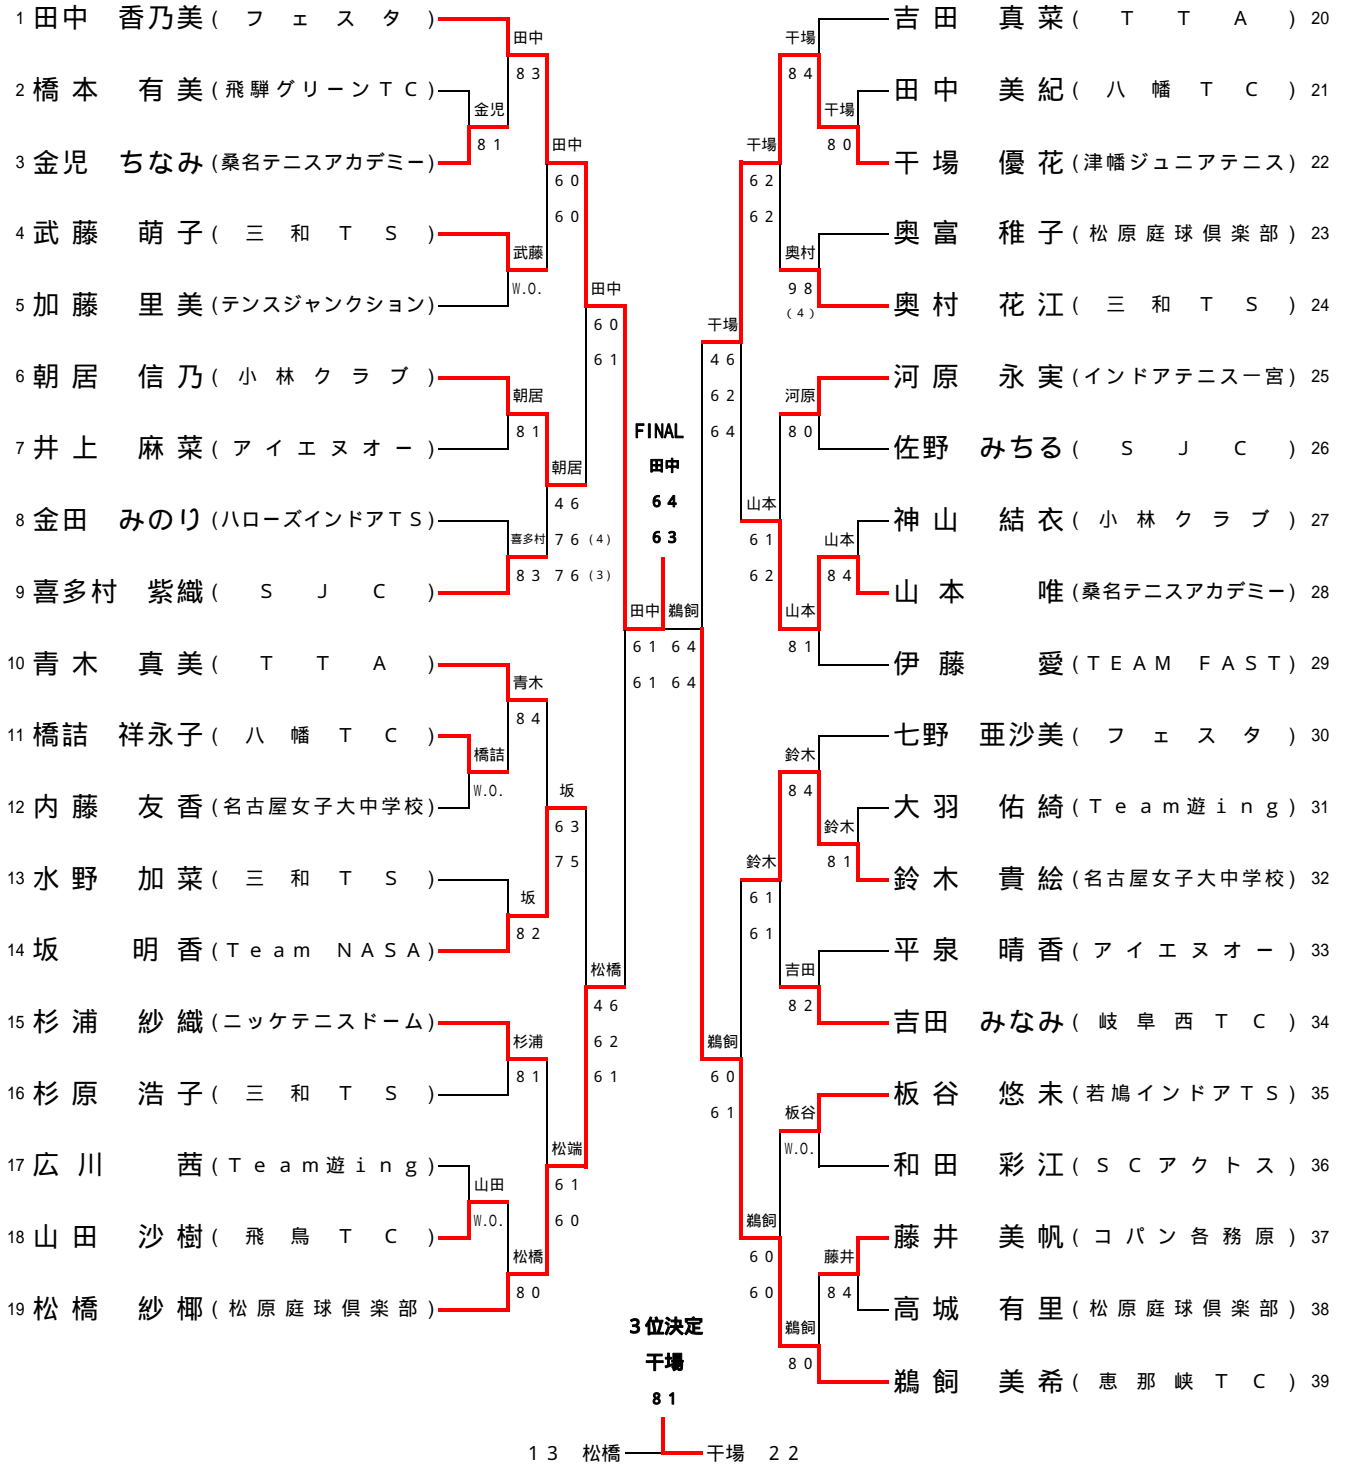 1 田中 香乃美 (フェスタ)
2 橋本 有美 (飛騨グリーンTC)
3 金児 ちなみ (桑名テニスアカデミー)
4 武藤 萌子 (三和TS)
5 加藤 里美 (テンスジャンクション)
6 朝居 信乃 (小林クラブ)
7 井上 麻菜 (アイエヌオー)
8 金田 みのり (ハローズインドアTS)
9 喜多村 紫織 (SJC)
10 青木 真美 (TTA)
11 橋詰 祥永子 (八幡TC)
12 内藤 友香 (名古屋女子大中学校)
13 水野 加菜 (三和TS)
14 坂 明香 (Team NASA)
15 杉浦 紗織 (ニッケテニスドーム)
16 杉原 浩子 (三和TS)
17 広川 茜 (Team遊ing)
18 山田 沙樹 (飛鳥TC)
19 松橋 紗椰 (松原庭球倶楽部)
金児
81
橋詰
W.O.
山田
W.O.
田中
83
武藤
W.O.
朝居
81
喜多村
83
青木
84
坂
82
杉浦
81
松橋
80
田中
60
60
朝居
46
76(4)
76(3)
坂
63
75
松端
61
60
田中
60
61
松橋
46
62
61
田中
61
61
FINAL
田中
64
63
鵜飼
64
64
干場
46
62
64
鵜飼
60
61
干場
62
62
山本
61
62
鈴木
61
61
鵜飼
60
60
干場
84
奥村
98
(4)
河原
80
山本
81
鈴木
84
吉田
82
板谷
W.O.
鵜飼
80
干場
80
山本
84
鈴木
81
藤井
84
吉田 真菜 (TTA) 20
田中 美紀 (八幡TC) 21
干場 優花 (津幡ジュニアテニス) 22
奥富 稚子 (松原庭球倶楽部) 23
奥村 花江 (三和TS) 24
河原 永実 (インドアテニス一宮) 25
佐野 みちる (SJC) 26
神山 結衣 (小林クラブ) 27
山本 唯 (桑名テニスアカデミー) 28
伊藤 愛 (TEAM FAST) 29
七野 亜沙美 (フェスタ) 30
大羽 佑綺 (Team遊ing) 31
鈴木 貴絵 (名古屋女子大中学校) 32
平泉 晴香 (アイエヌオー) 33
吉田 みなみ (岐阜西TC) 34
板谷 悠未 (若鳩インドアTS) 35
和田 彩江 (SCアクトス) 36
藤井 美帆 (コパン各務原) 37
高城 有里 (松原庭球倶楽部) 38
鵜飼 美希 (恵那峡TC) 39
3位決定
干場
81
13 松橋 干場 22